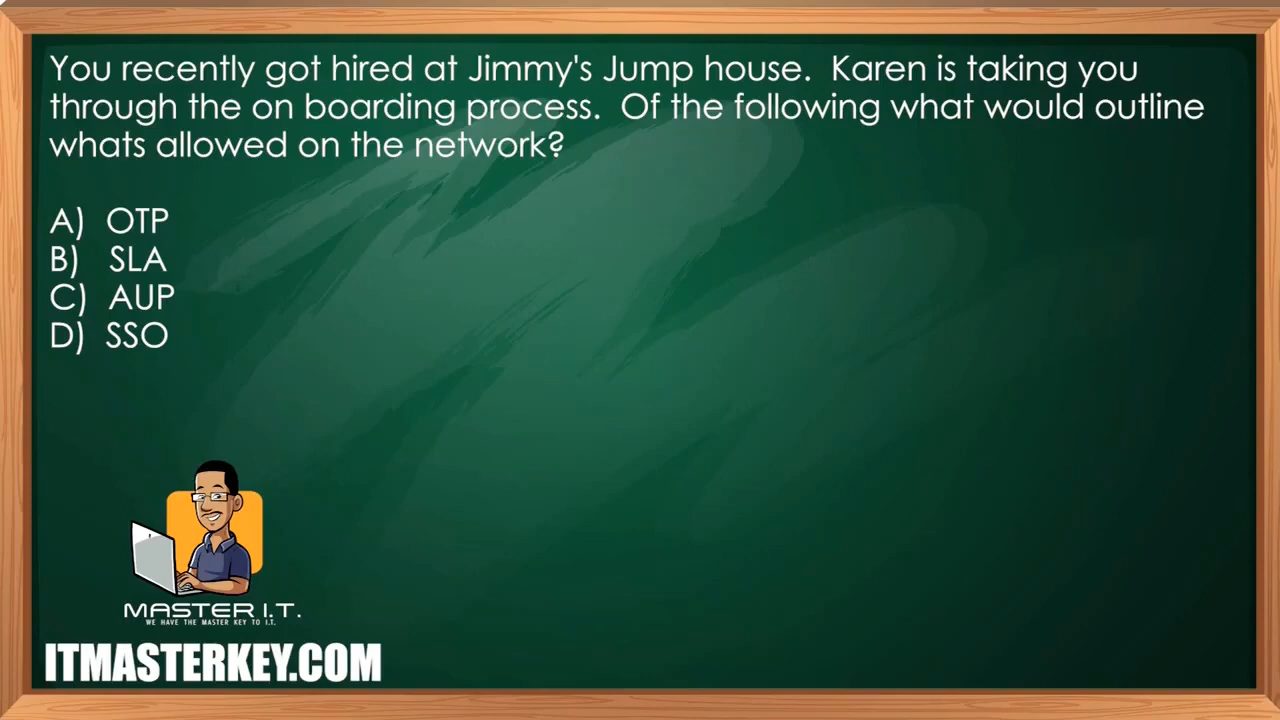 You recently got hired at Jimmy's Jump house.  Karen is taking you
through the on boarding process.  Of the following what would outline
whats allowed on the network?
A)  OTP
B)  SLA
C)  AUP
D)  SSO
MASTER I.T.
WE HAVE THE MASTER KEY TO I.T.
ITMASTERKEY.COM